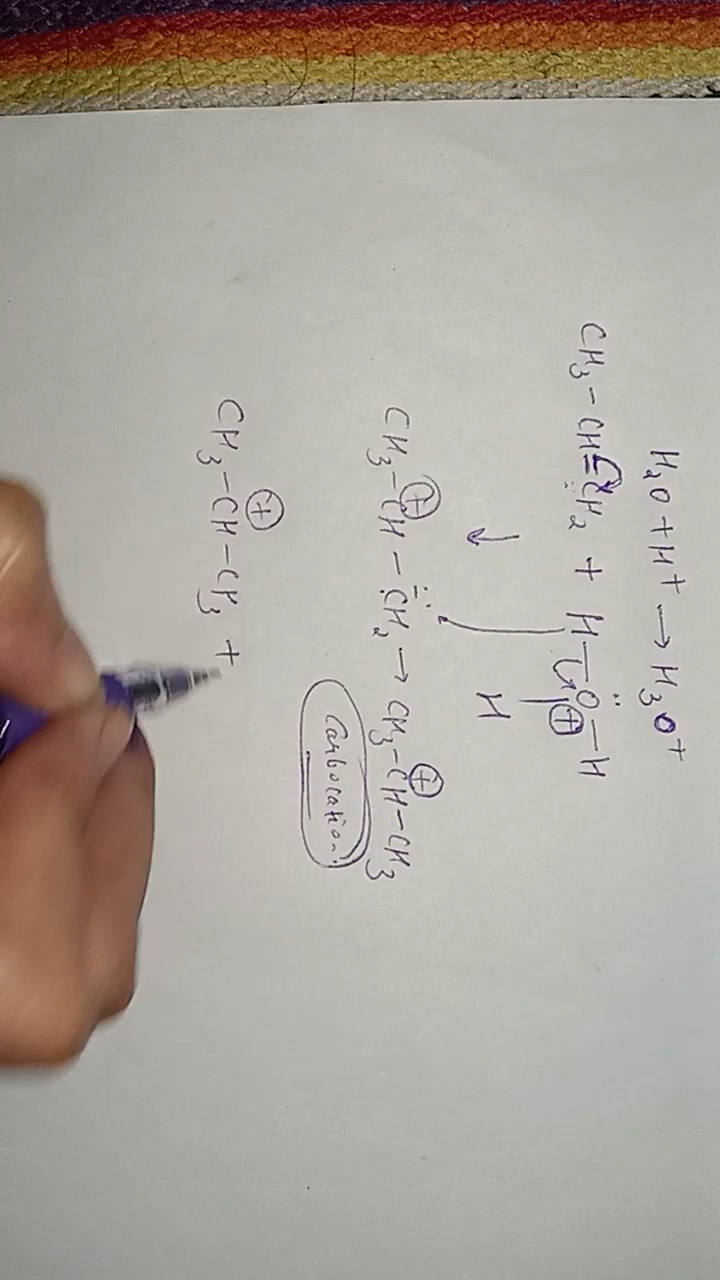 H2O + H+ → H3O+
CH3 – CH = CH2 + H – O – H
⊕
H
↓
CH3 – CH – CH2 → CH3 – CH – CH3
⊕ ⊕
Carbocation.
⊕
CH3 – CH – CH3 +